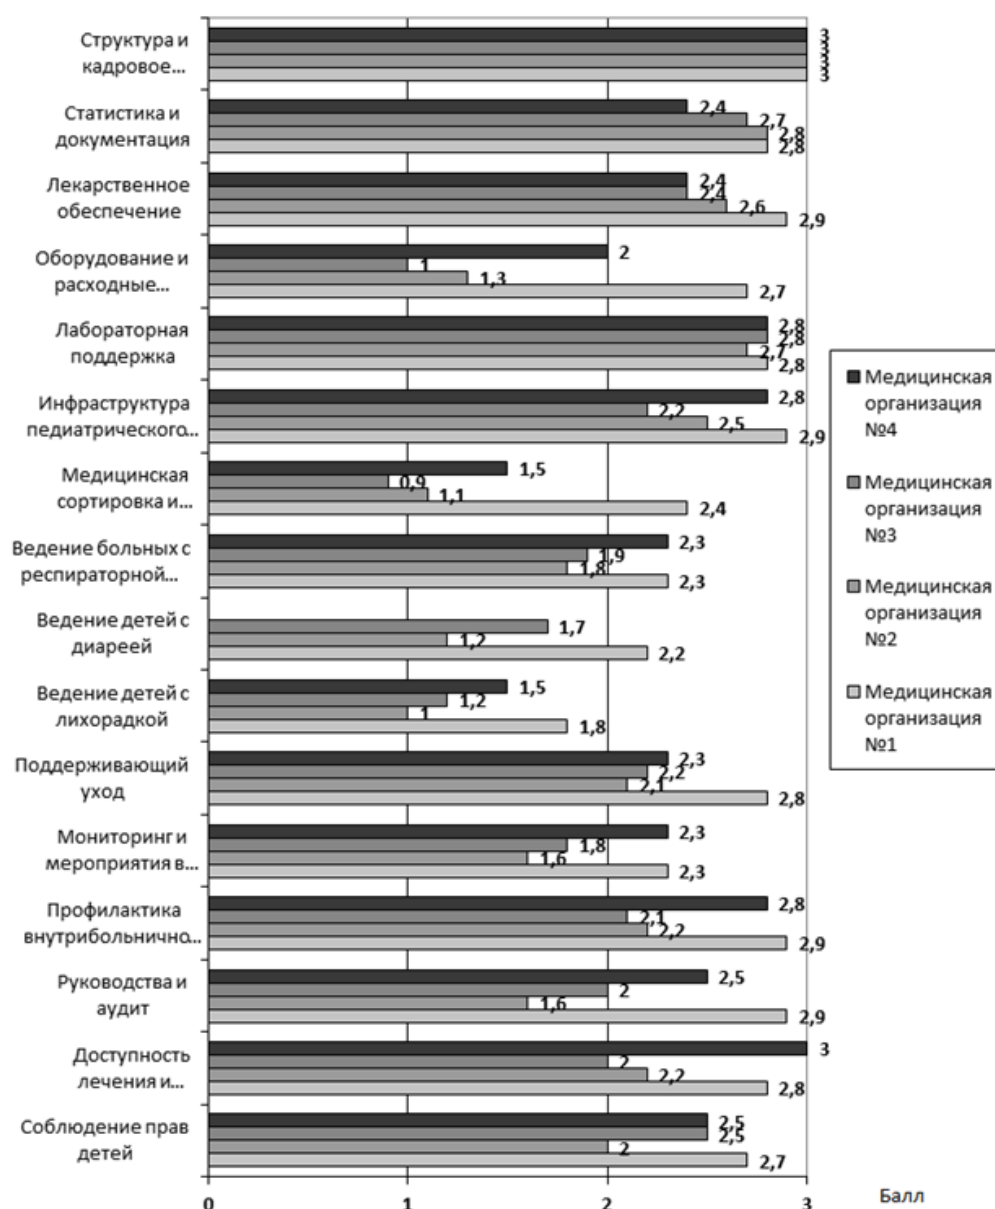 Структура и
кадровое...
3
3
3
3
Статистика и
документация
2,4
2,7
2,8
2,8
Лекарственное
обеспечение
2,4
2,4
2,6
2,9
Оборудование и
расходные...
2
1
1,3
2,7
Лабораторная
поддержка
2,8
2,8
2,7
2,8
Инфраструктура
педиатрического...
2,8
2,2
2,5
2,9
Медицинская
сортировка и...
1,5
0,9
1,1
2,4
Ведение больных с
респираторной...
2,3
1,9
1,8
2,3
Ведение детей с
диареей
1,7
1,2
2,2
Ведение детей с
лихорадкой
1,5
1,2
1
1,8
Поддерживающий
уход
2,3
2,2
2,1
2,8
Мониторинг и
мероприятия в...
2,3
1,8
1,6
2,3
Профилактика
внутрибольнично...
2,8
2,1
2,2
2,9
Руководства и
аудит
2,5
2
1,6
2,9
Доступность
лечения и...
3
2
2,2
2,8
Соблюдение прав
детей
2,5
2,5
2
2,7
0 1 2 3
Балл
Медицинская
организация
№4
Медицинская
организация
№3
Медицинская
организация
№2
Медицинская
организация
№1